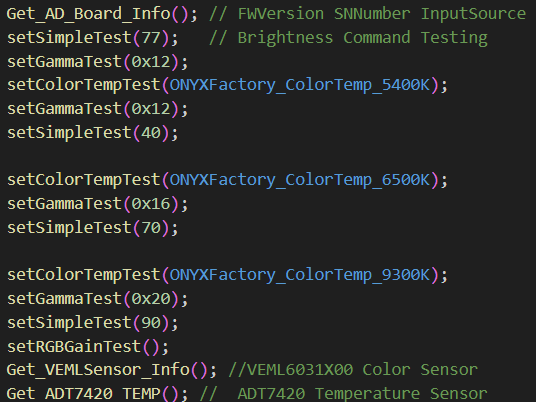 Get_AD_Board_Info(); // FWVersion SNNumber InputSource
setSimpleTest(77);   // Brightness Command Testing
setGammaTest(0x12);
setColorTempTest(ONYXFactory_ColorTemp_5400K);
setGammaTest(0x12);
setSimpleTest(40);
setColorTempTest(ONYXFactory_ColorTemp_6500K);
setGammaTest(0x16);
setSimpleTest(70);
setColorTempTest(ONYXFactory_ColorTemp_9300K);
setGammaTest(0x20);
setSimpleTest(90);
setRGBGainTest();
Get_VEMLSensor_Info(); //VEML6031X00 Color Sensor
Get_ADT7420_TEMP(); //  ADT7420 Temperature Sensor